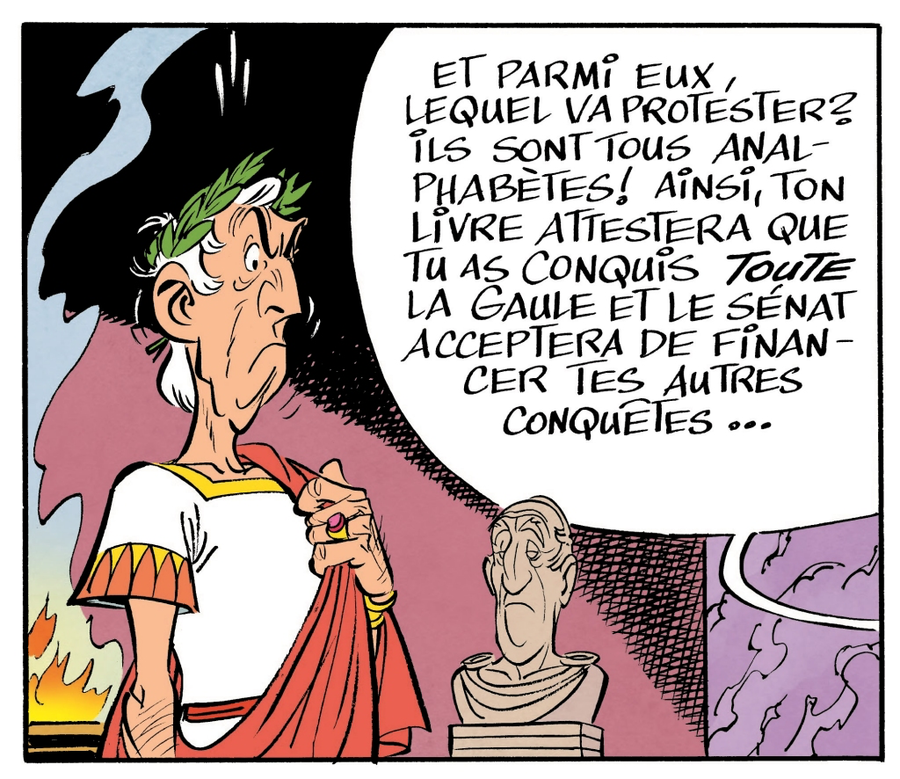 ET PARMI EUX,
LEQUEL VA PROTESTER?
ILS SONT TOUS ANAL-
PHABÈTES! AINSI, TON
LIVRE ATTESTERA QUE
TU AS CONQUIS TOUTE
LA GAULE ET LE SÉNAT
ACCEPTERA DE FINAN-
CER TES AUTRES
CONQUÊTES...